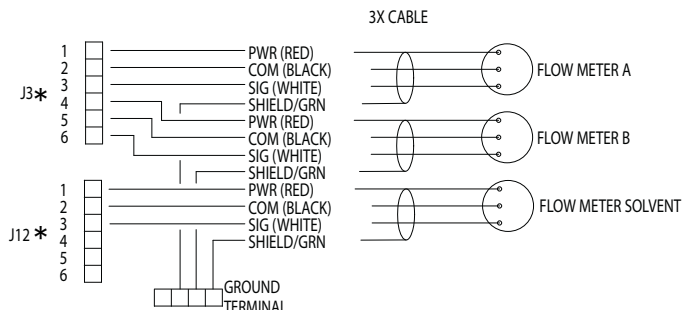 3X CABLE
J3*
1
2
3
4
5
6
PWR (RED)
COM (BLACK)
SIG (WHITE)
SHIELD/GRN
PWR (RED)
COM (BLACK)
SIG (WHITE)
SHIELD/GRN
FLOW METER A
FLOW METER B
J12*
1
2
3
4
5
6
PWR (RED)
COM (BLACK)
SIG (WHITE)
SHIELD/GRN
FLOW METER SOLVENT
GROUND
TERMINAL